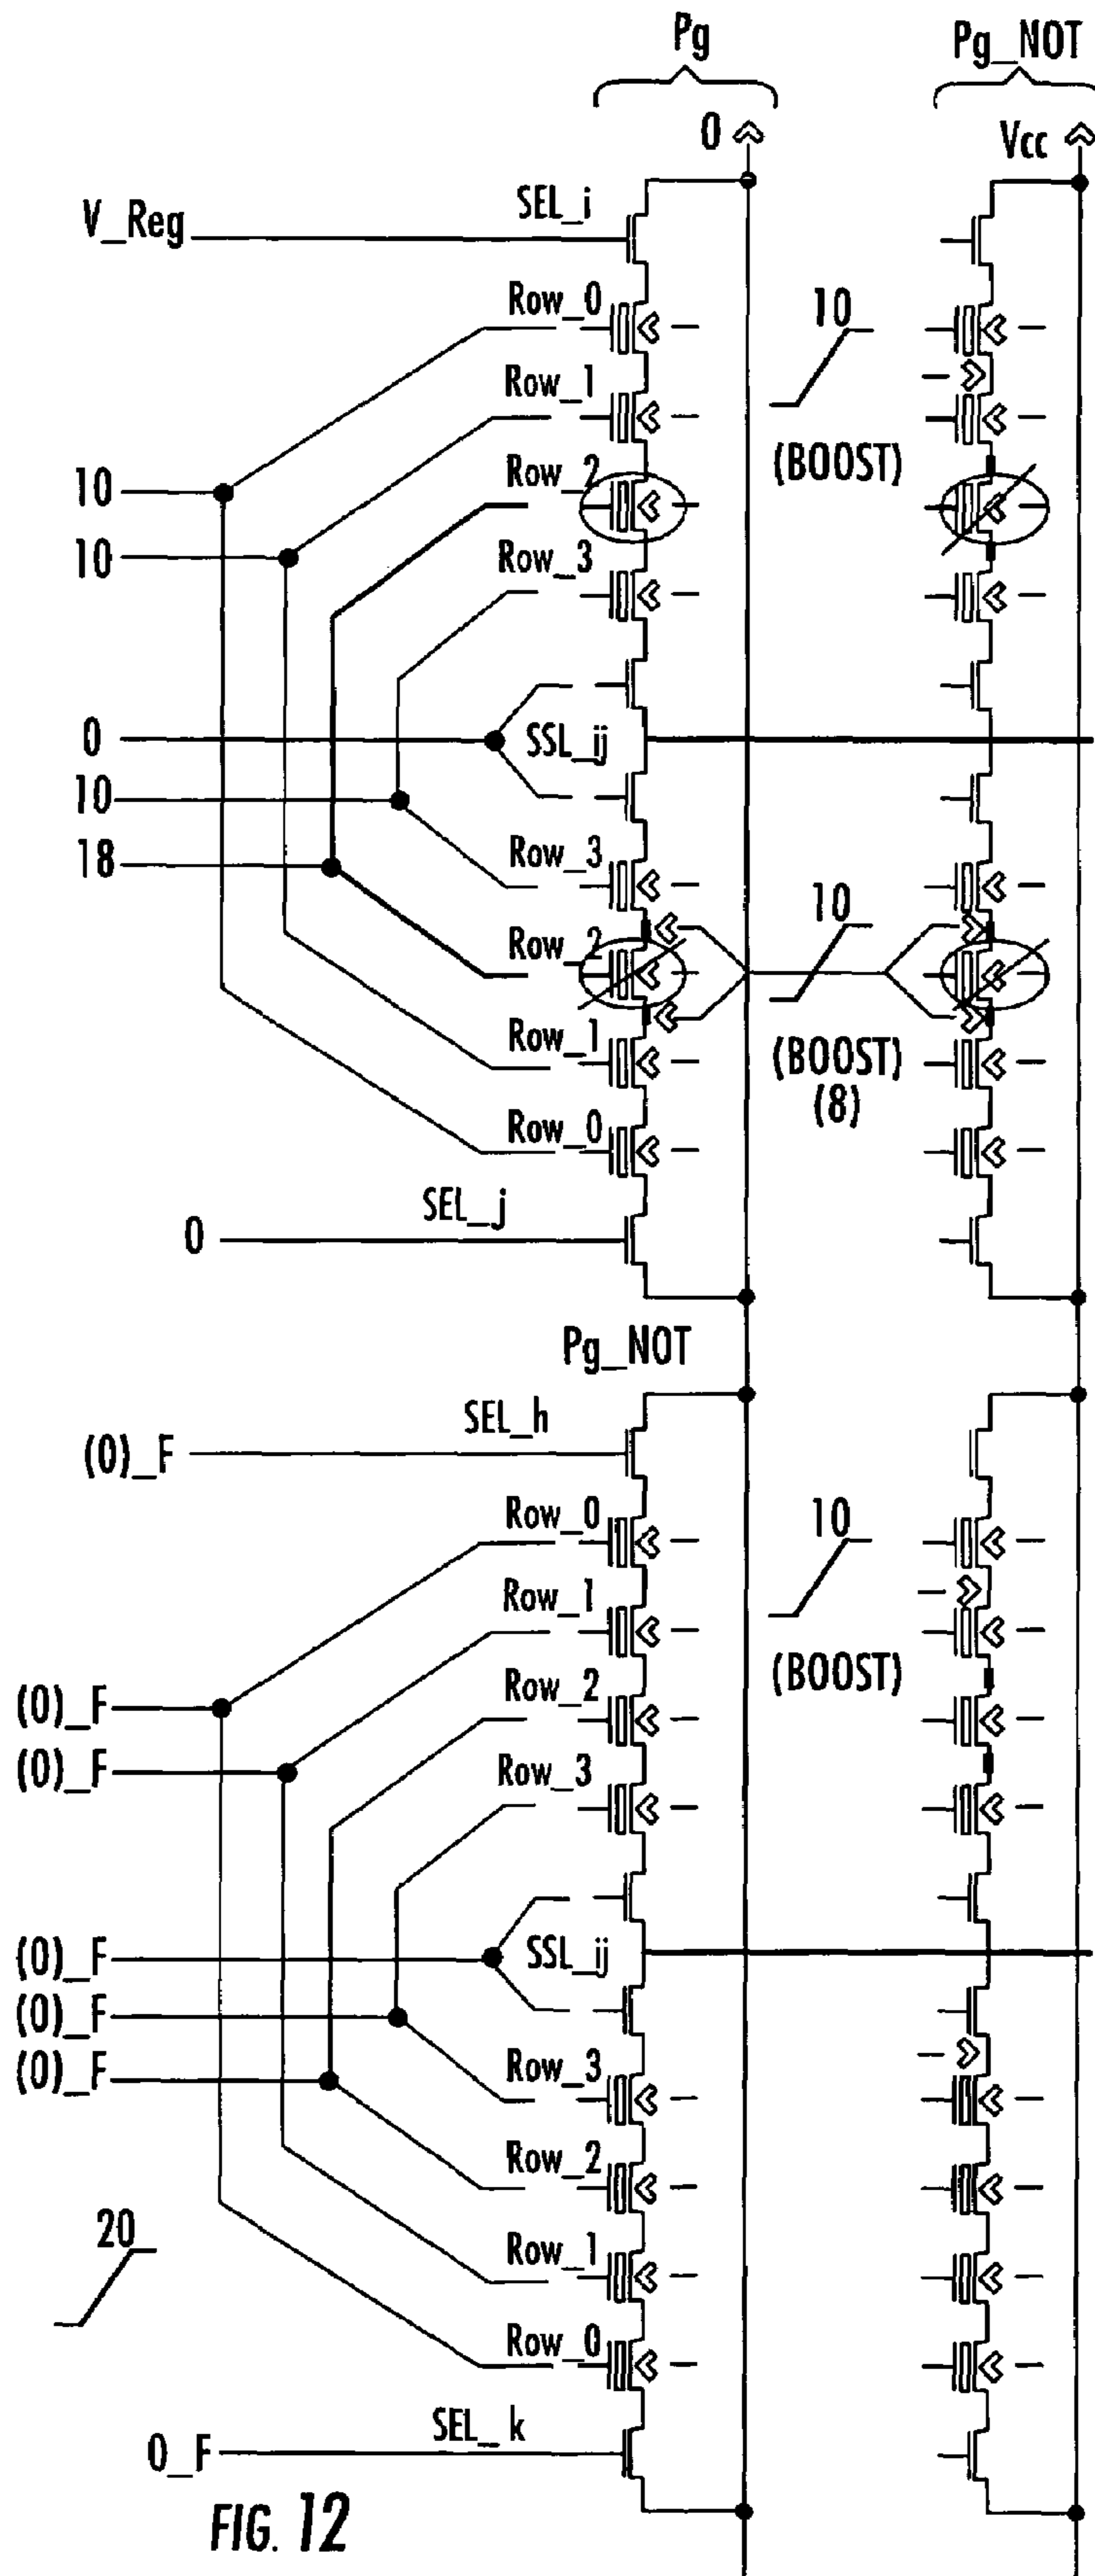 Pg
Pg_NOT
0
Vcc
V_Reg
SEL_i
Row_0
10
Row_1
(BOOST)
10
Row_2
10
Row_3
0
SSL_ij
10
18
Row_3
10
Row_2
(BOOST)
(8)
Row_1
Row_0
SEL_j
0
Pg_NOT
SEL_h
(0)_F
Row_0
10
Row_1
(BOOST)
Row_2
(0)_F
(0)_F
Row_3
(0)_F
SSL_ij
(0)_F
(0)_F
Row_3
Row_2
20
Row_1
Row_0
SEL_k
0_F
FIG. 12